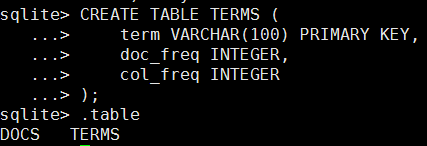 sqlite> CREATE TABLE TERMS (
   ...>     term VARCHAR(100) PRIMARY KEY,
   ...>     doc_freq INTEGER,
   ...>     col_freq INTEGER
   ...> );
sqlite> .table
DOCS   TERMS